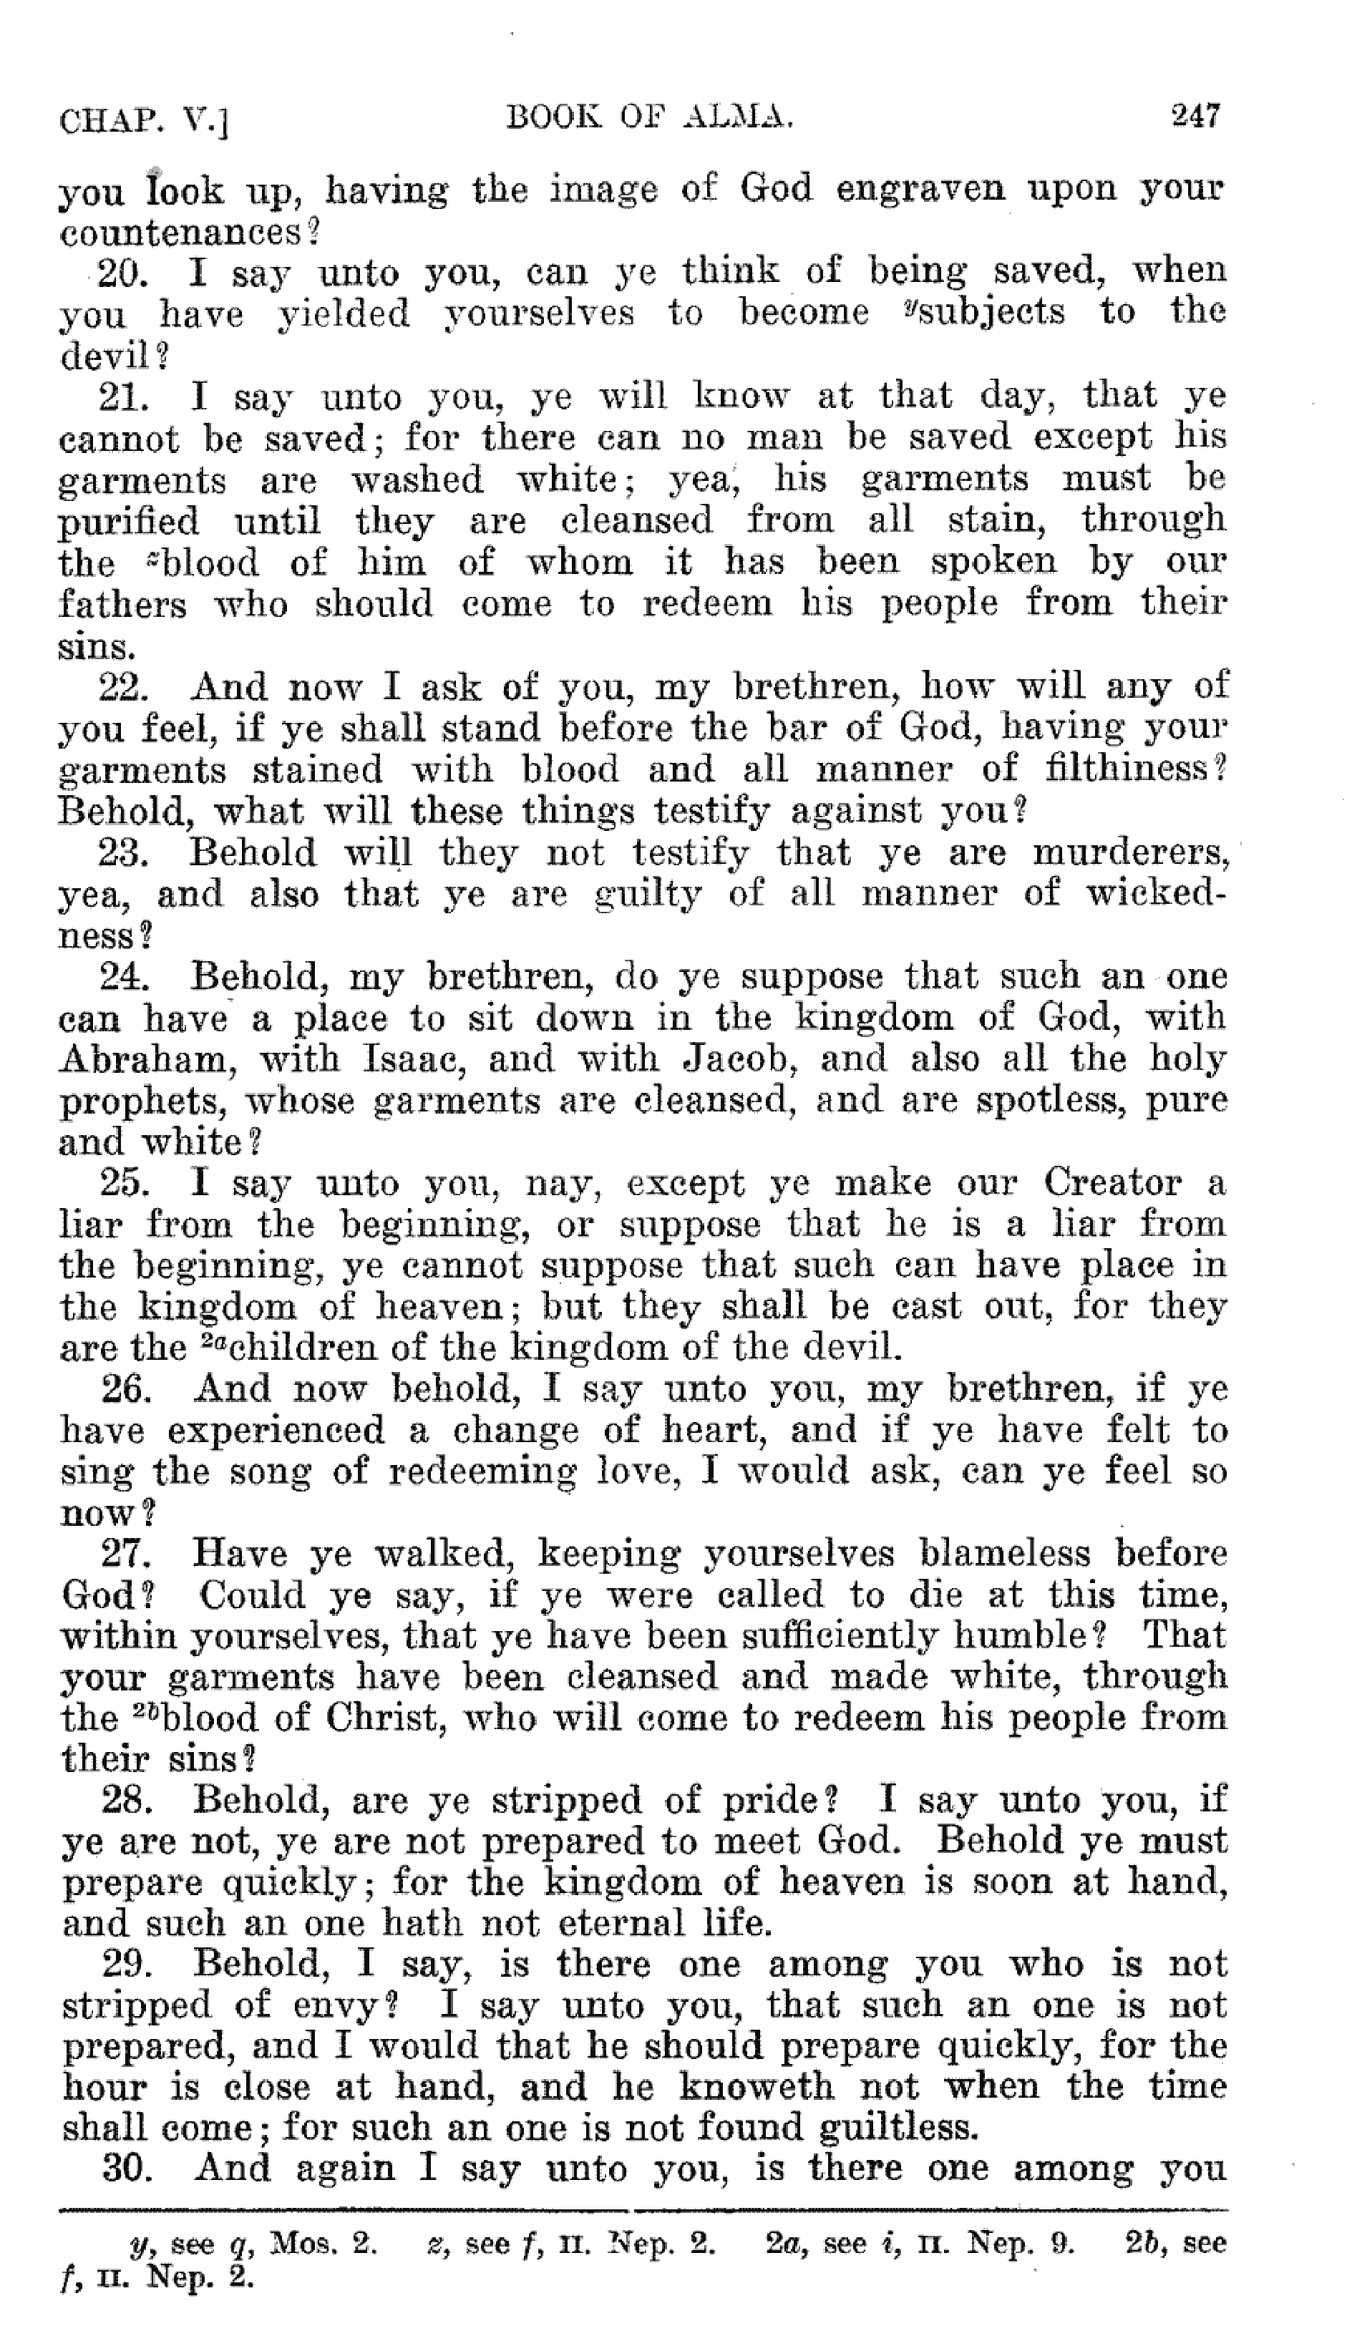 CHAP. V.] BOOK OF ALMA. 247
you look up, having the image of God engraven upon your
countenances?
20. I say unto you, can ye think of being saved, when
you have yielded yourselves to become ysubjects to the
devil?
21. I say unto you, ye will know at that day, that ye
cannot be saved; for there can no man be saved except his
garments are washed white; yea, his garments must be
purified until they are cleansed from all stain, through
the zblood of him of whom it has been spoken by our
fathers who should come to redeem his people from their
sins.
22. And now I ask of you, my brethren, how will any of
you feel, if ye shall stand before the bar of God, having your
garments stained with blood and all manner of filthiness?
Behold, what will these things testify against you?
23. Behold will they not testify that ye are murderers,
yea, and also that ye are guilty of all manner of wicked-
ness?
24. Behold, my brethren, do ye suppose that such an one
can have a place to sit down in the kingdom of God, with
Abraham, with Isaac, and with Jacob, and also all the holy
prophets, whose garments are cleansed, and are spotless, pure
and white?
25. I say unto you, nay, except ye make our Creator a
liar from the beginning, or suppose that he is a liar from
the beginning, ye cannot suppose that such can have place in
the kingdom of heaven; but they shall be cast out, for they
are the 2achildren of the kingdom of the devil.
26. And now behold, I say unto you, my brethren, if ye
have experienced a change of heart, and if ye have felt to
sing the song of redeeming love, I would ask, can ye feel so
now?
27. Have ye walked, keeping yourselves blameless before
God? Could ye say, if ye were called to die at this time,
within yourselves, that ye have been sufficiently humble? That
your garments have been cleansed and made white, through
the 2bblood of Christ, who will come to redeem his people from
their sins?
28. Behold, are ye stripped of pride? I say unto you, if
ye are not, ye are not prepared to meet God. Behold ye must
prepare quickly; for the kingdom of heaven is soon at hand,
and such an one hath not eternal life.
29. Behold, I say, is there one among you who is not
stripped of envy? I say unto you, that such an one is not
prepared, and I would that he should prepare quickly, for the
hour is close at hand, and he knoweth not when the time
shall come; for such an one is not found guiltless.
30. And again I say unto you, is there one among you
y, see q, Mos. 2. z, see f, II. Nep. 2. 2a, see i, II. Nep. 9. 2b, see
f, II. Nep. 2.